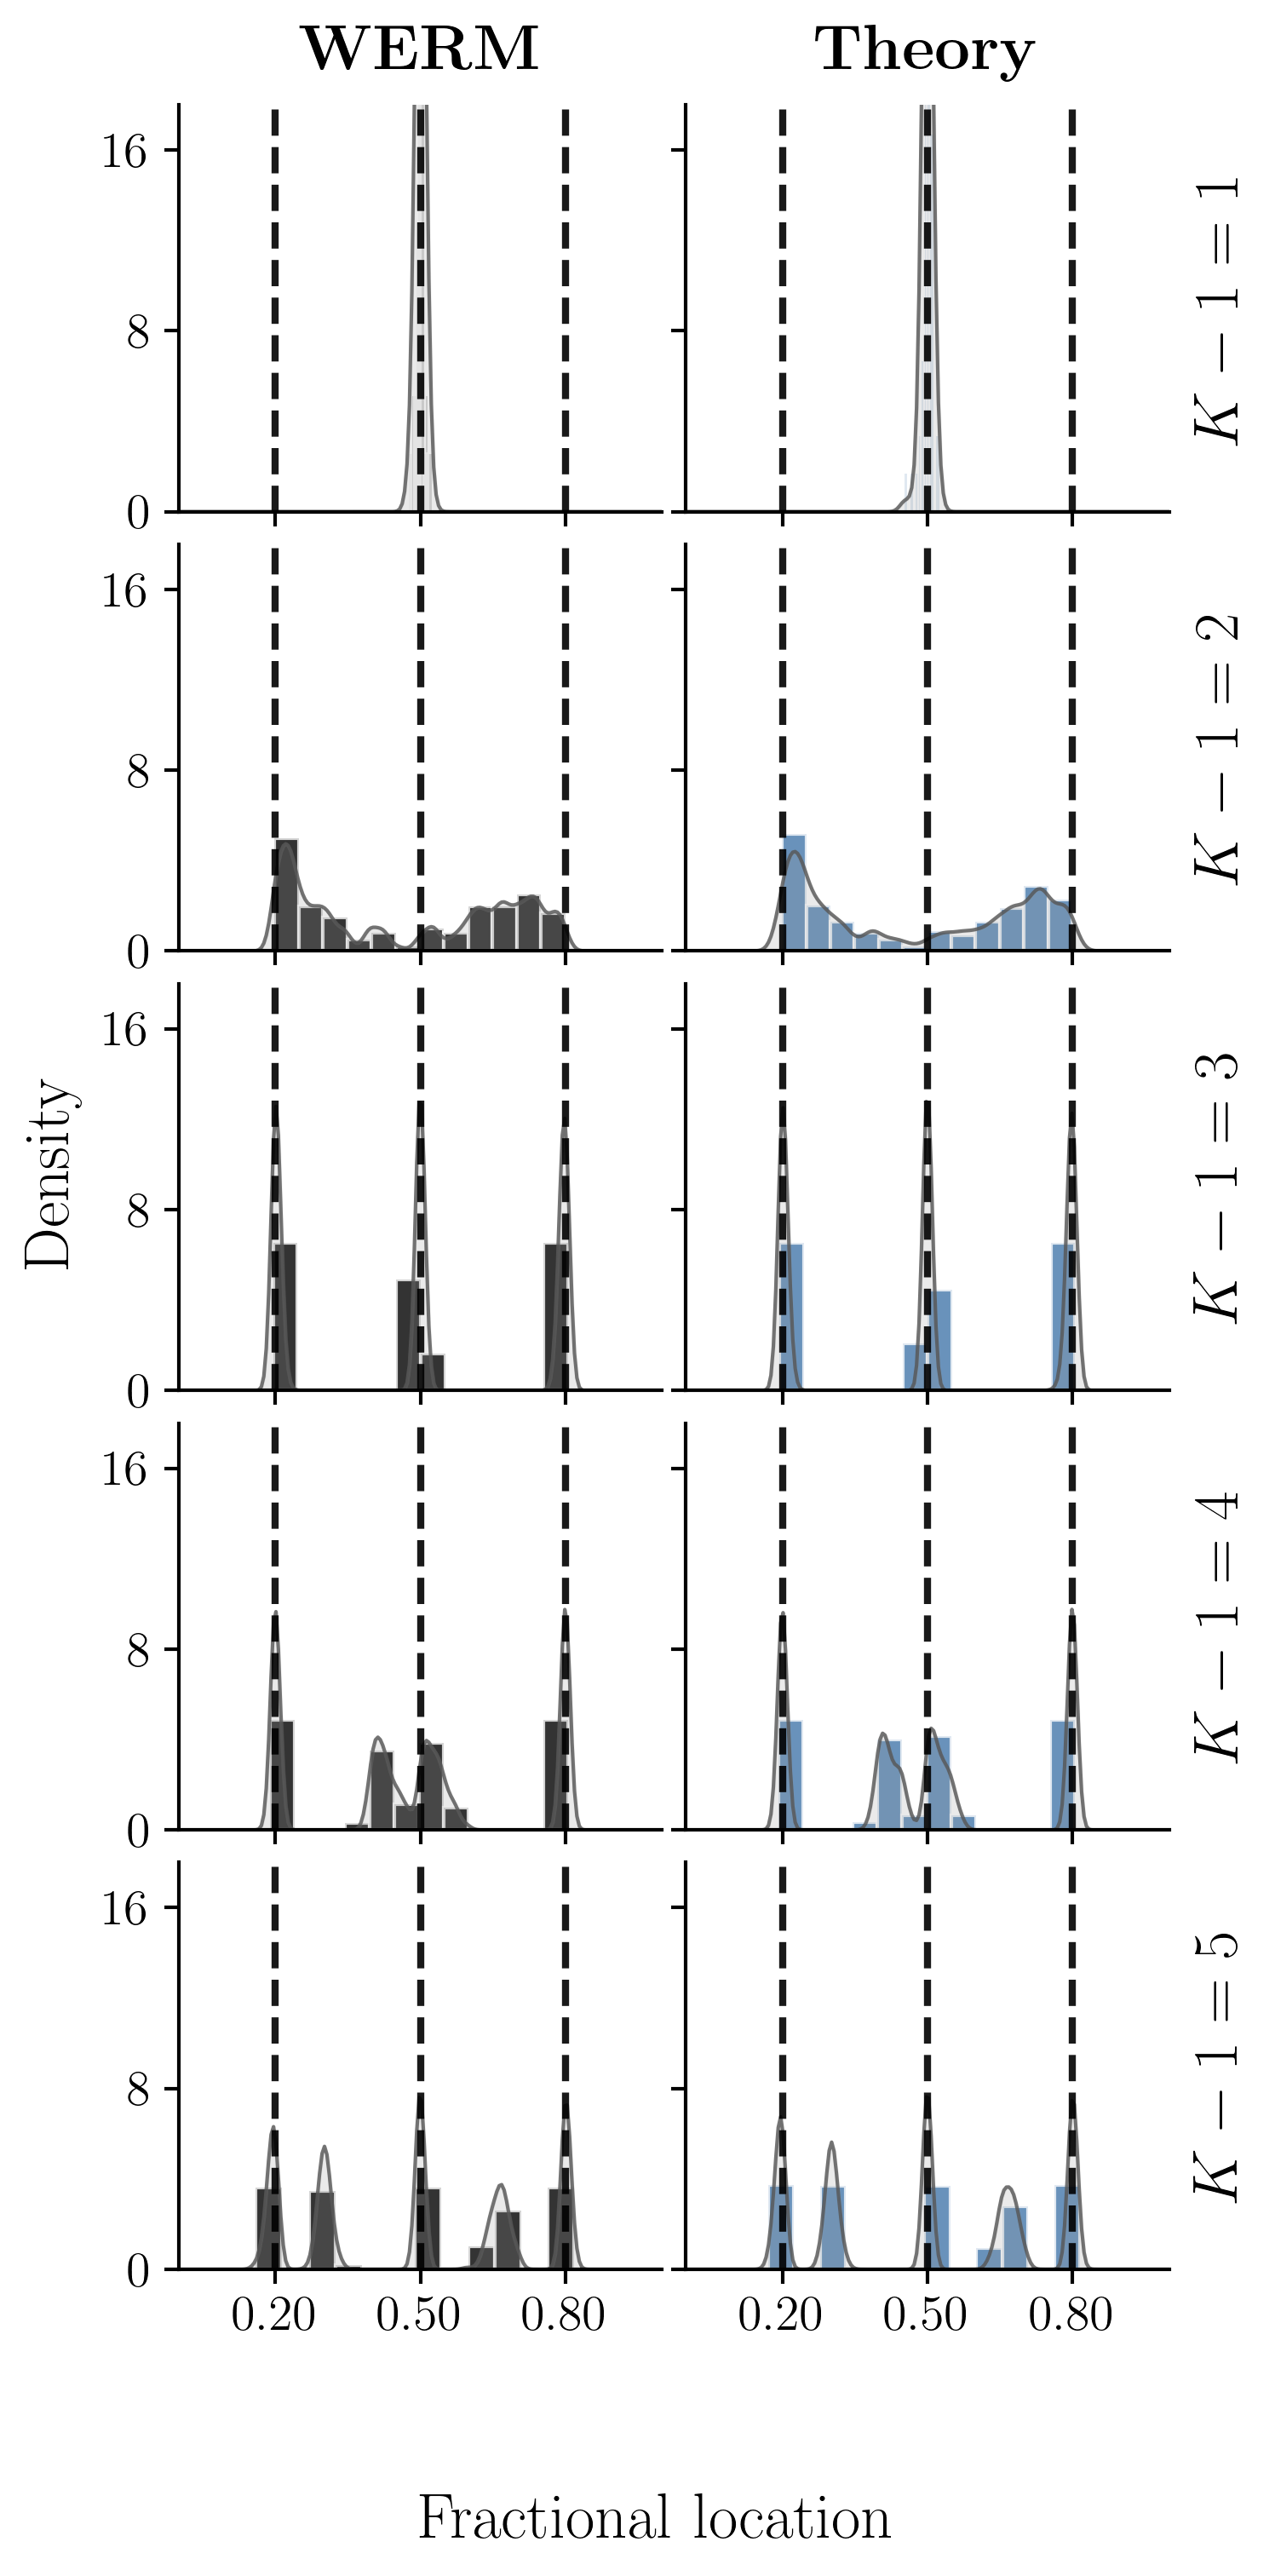 WERM Theory
16
8
0
K − 1 = 1
16
8
0
K − 1 = 2
Density
16
8
0
K − 1 = 3
16
8
0
K − 1 = 4
16
8
0
K − 1 = 5
0.20 0.50 0.80 0.20 0.50 0.80
Fractional location